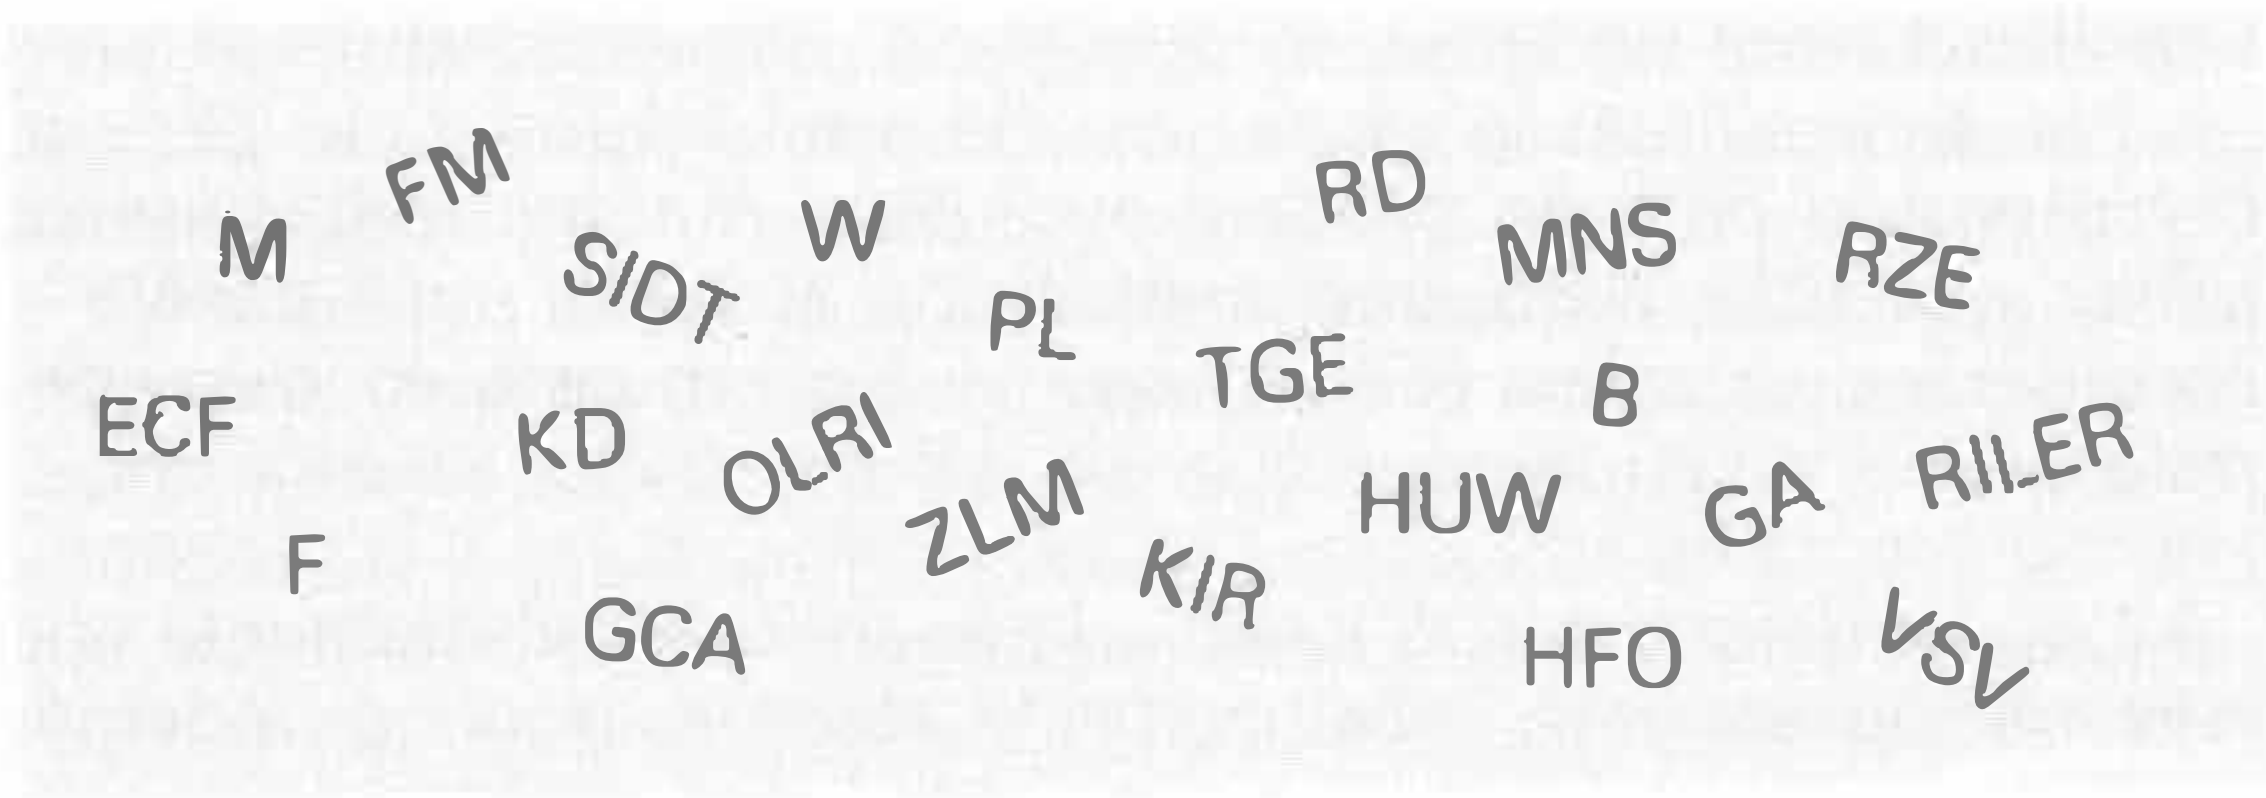 M FM SIDT W PL RD MNS RZE
ECF KD OLRI TGE B RILER
F GCA ZLM KIR HUW GA
HFO VSV